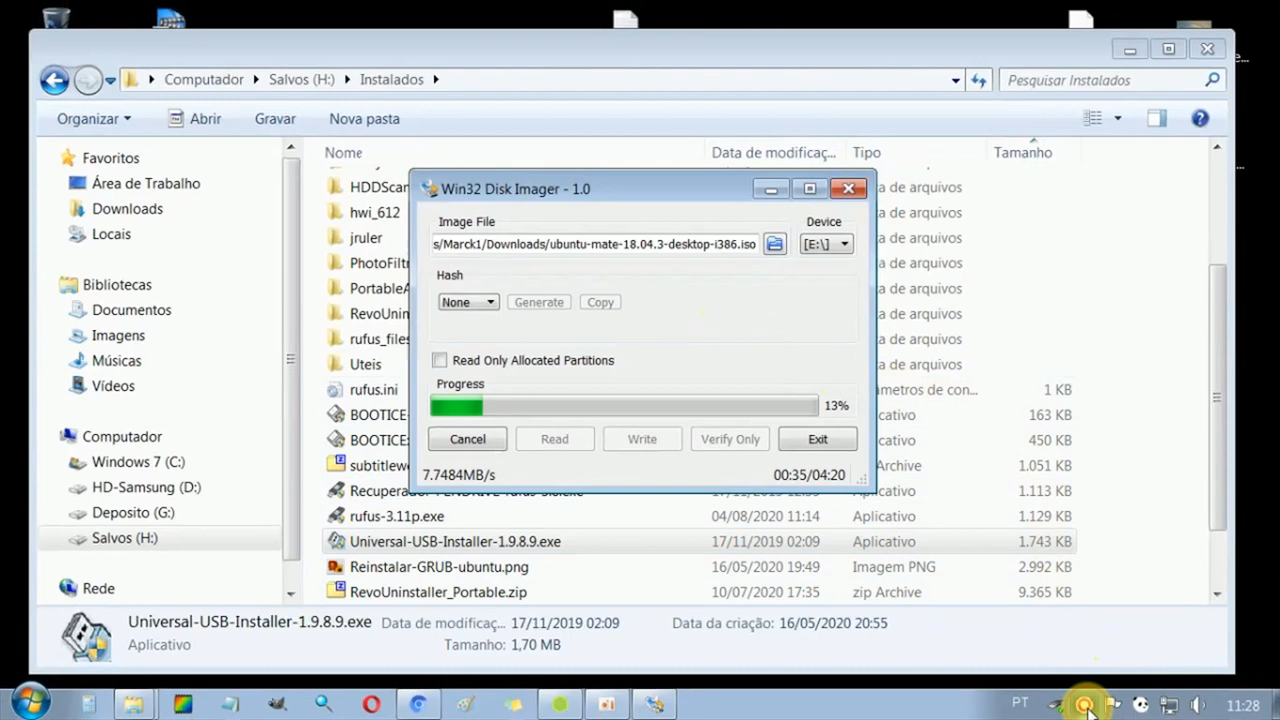 Computador Salvos (H:) Instalados Pesquisar Instalados
Organizar Abrir Gravar Nova pasta
Favoritos
Área de Trabalho
Downloads
Locais
Bibliotecas
Documentos
Imagens
Músicas
Vídeos
Computador
Windows 7 (C:)
HD-Samsung (D:)
Deposito (G:)
Salvos (H:)
Rede
Nome Data de modificaç... Tipo Tamanho
HDDScan a de arquivos
hwi_612 a de arquivos
jruler a de arquivos
PhotoFiltr a de arquivos
PortableA a de arquivos
RevoUnin a de arquivos
rufus_files a de arquivos
Uteis a de arquivos
rufus.ini âmetros de con... 1 KB
BOOTICE- Aplicativo 163 KB
BOOTICE Aplicativo 450 KB
subtitlew Archive 1.051 KB
Aplicativo 1.113 KB
rufus-3.11p.exe 04/08/2020 11:14 Aplicativo 1.129 KB
Universal-USB-Installer-1.9.8.9.exe 17/11/2019 02:09 Aplicativo 1.743 KB
Reinstalar-GRUB-ubuntu.png 16/05/2020 19:49 Imagem PNG 2.992 KB
RevoUninstaller_Portable.zip 10/07/2020 17:35 zip Archive 9.365 KB
Win32 Disk Imager - 1.0
Image File Device
s/Marck1/Downloads/ubuntu-mate-18.04.3-desktop-i386.iso [E:\]
Hash
None Generate Copy
Read Only Allocated Partitions
Progress
13%
Cancel Read Write Verify Only Exit
7.7484MB/s 00:35/04:20
Universal-USB-Installer-1.9.8.9.exe Data de modificaç... 17/11/2019 02:09 Data da criação: 16/05/2020 20:55
Aplicativo Tamanho: 1,70 MB
PT 11:28